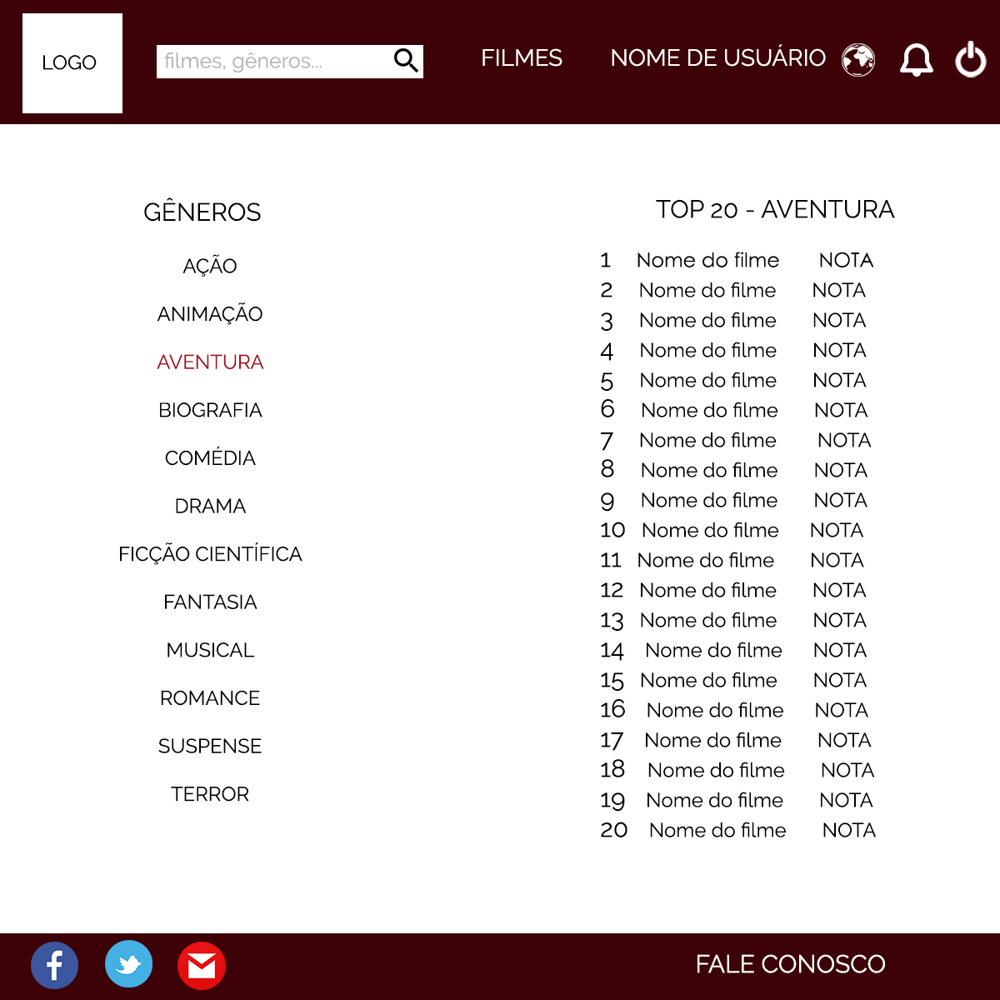 LOGO
filmes, gêneros...
FILMES
NOME DE USUÁRIO
GÊNEROS
AÇÃO
ANIMAÇÃO
AVENTURA
BIOGRAFIA
COMÉDIA
DRAMA
FICÇÃO CIENTÍFICA
FANTASIA
MUSICAL
ROMANCE
SUSPENSE
TERROR
TOP 20 - AVENTURA
1 Nome do filme NOTA
2 Nome do filme NOTA
3 Nome do filme NOTA
4 Nome do filme NOTA
5 Nome do filme NOTA
6 Nome do filme NOTA
7 Nome do filme NOTA
8 Nome do filme NOTA
9 Nome do filme NOTA
10 Nome do filme NOTA
11 Nome do filme NOTA
12 Nome do filme NOTA
13 Nome do filme NOTA
14 Nome do filme NOTA
15 Nome do filme NOTA
16 Nome do filme NOTA
17 Nome do filme NOTA
18 Nome do filme NOTA
19 Nome do filme NOTA
20 Nome do filme NOTA
FALE CONOSCO